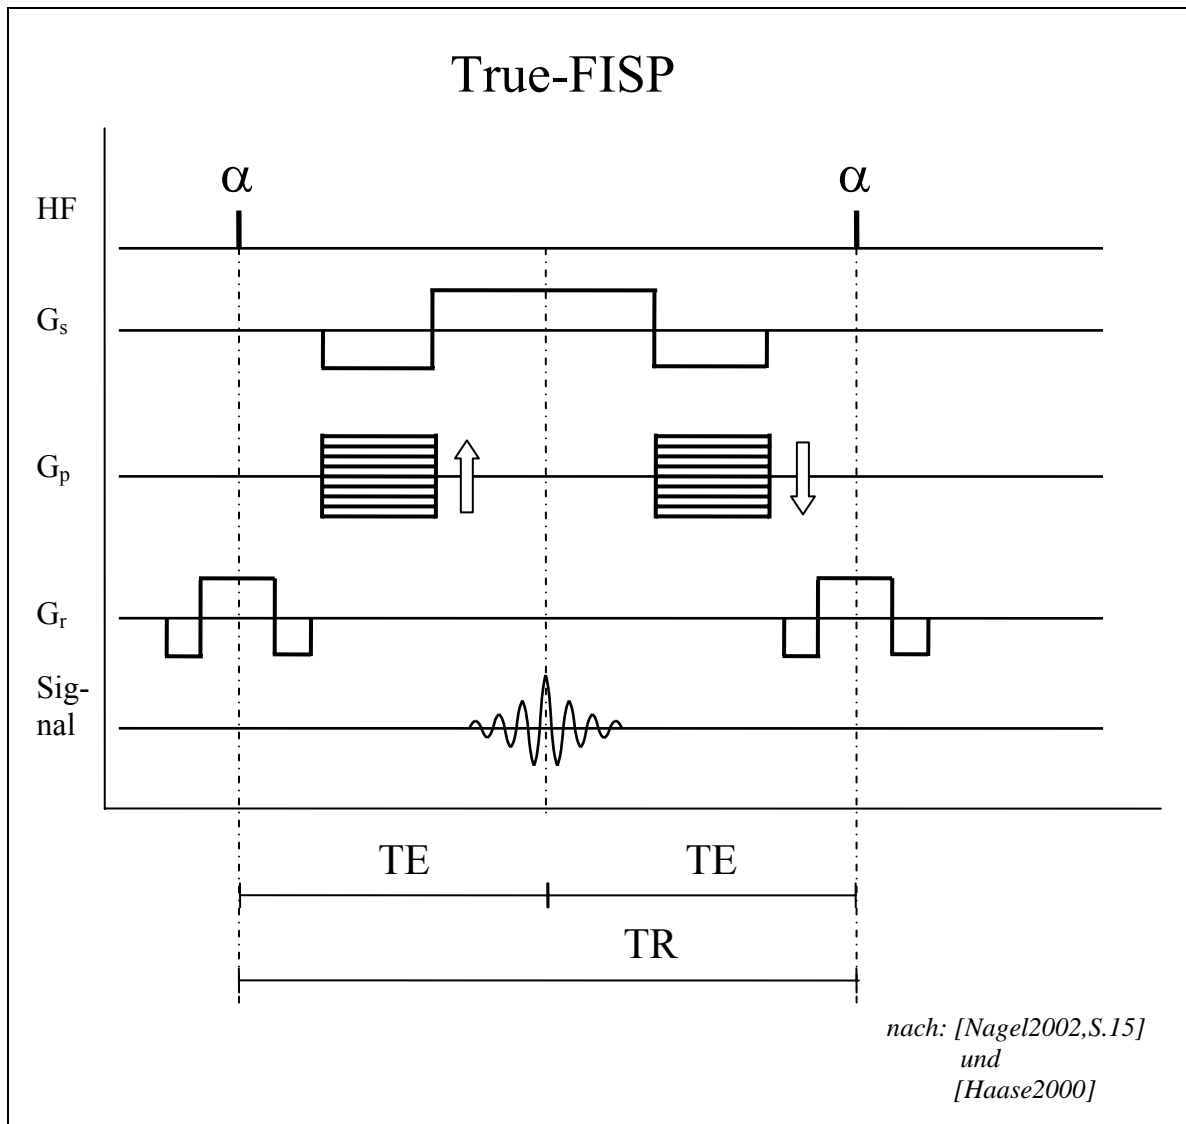 True-FISP
α α
HF
Gs
Gp
Gr
Sig-
nal
TE TE
TR
nach: [Nagel2002,S.15]
und
[Haase2000]